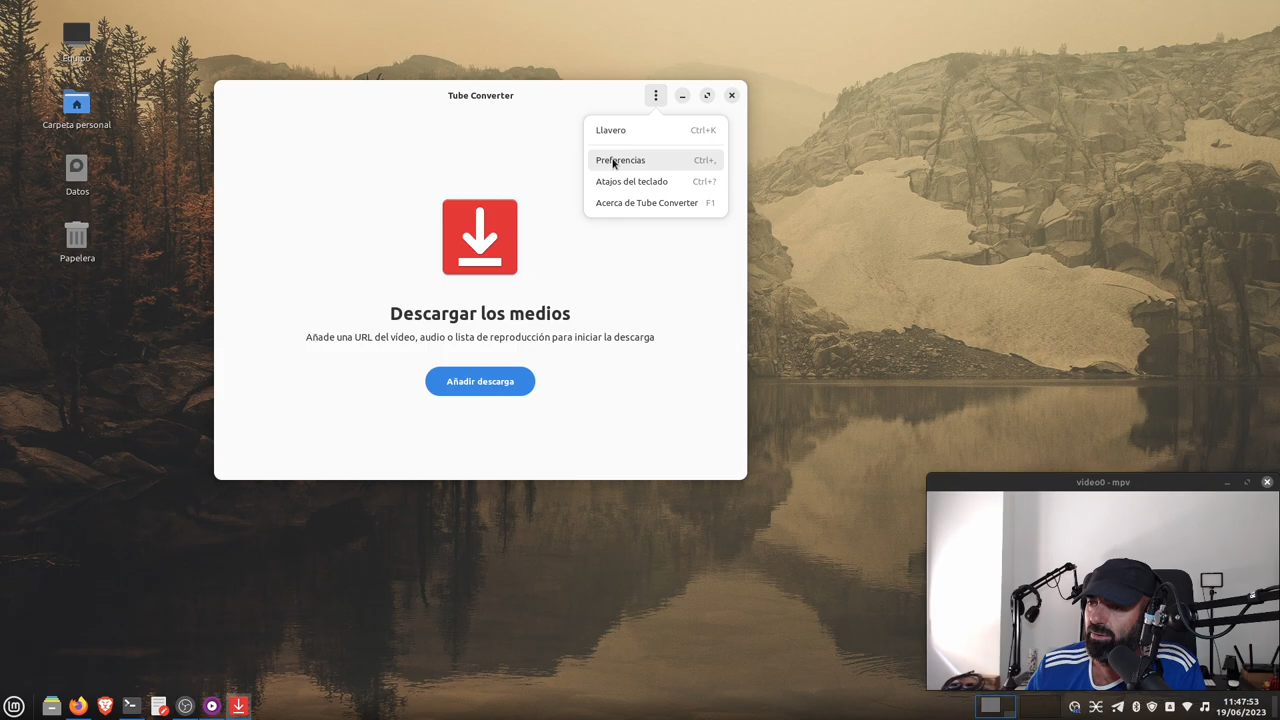 Equipo
Carpeta personal
Datos
Papelera
Tube Converter
Llavero Ctrl+K
Preferencias Ctrl+,
Atajos del teclado Ctrl+?
Acerca de Tube Converter F1
Descargar los medios
Añade una URL del vídeo, audio o lista de reproducción para iniciar la descarga
Añadir descarga
video0 - mpv
11:47:53
19/06/2023